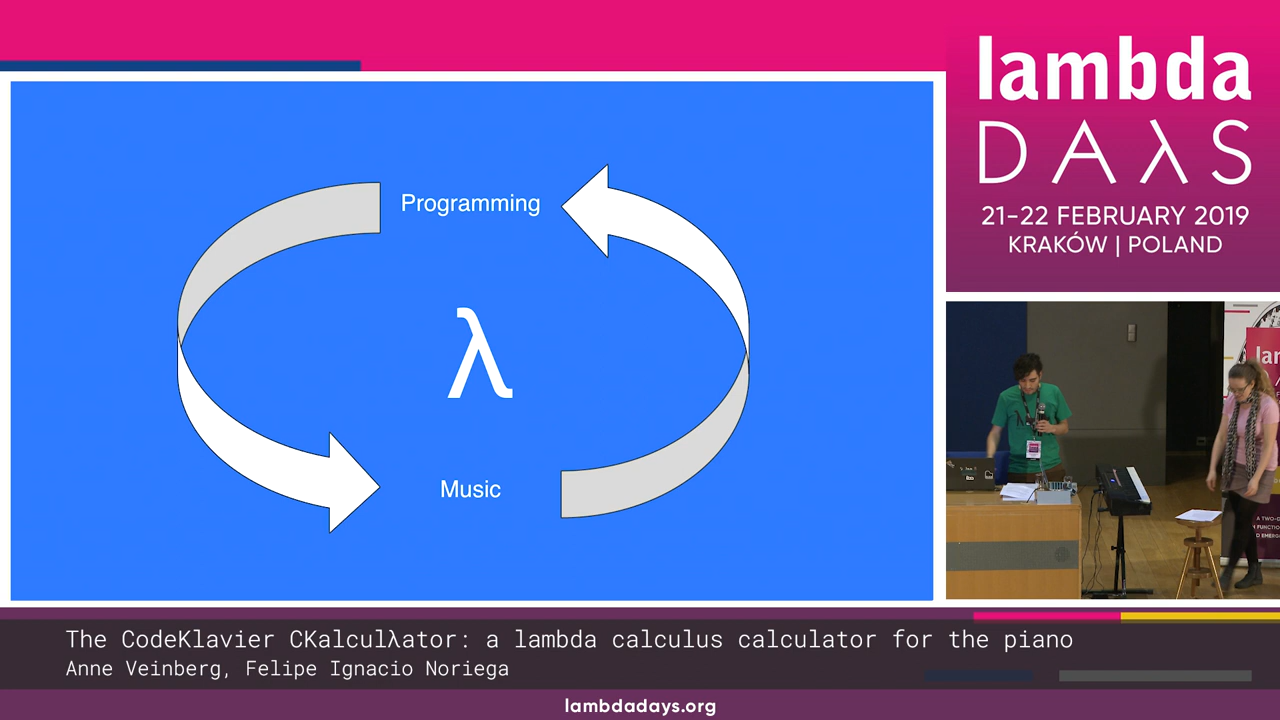 lambda
DAλS
21-22 FEBRUARY 2019
KRAKÓW | POLAND
Programming
λ
Music
The CodeKlavier CKalculλator: a lambda calculus calculator for the piano
Anne Veinberg, Felipe Ignacio Noriega
lambdadays.org